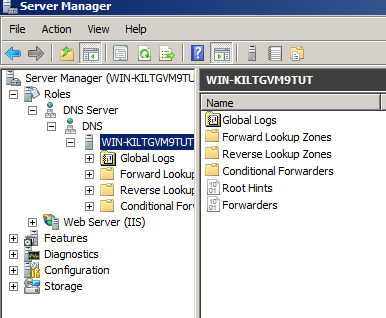 Server Manager
File Action View Help
Server Manager (WIN-KILTGVM9TUT
WIN-KILTGVM9TUT
Roles
DNS Server
DNS
WIN-KILTGVM9TUT
Global Logs
Forward Lookup
Reverse Lookup
Conditional Forw
Web Server (IIS)
Features
Diagnostics
Configuration
Storage
Name
Global Logs
Forward Lookup Zones
Reverse Lookup Zones
Conditional Forwarders
Root Hints
Forwarders